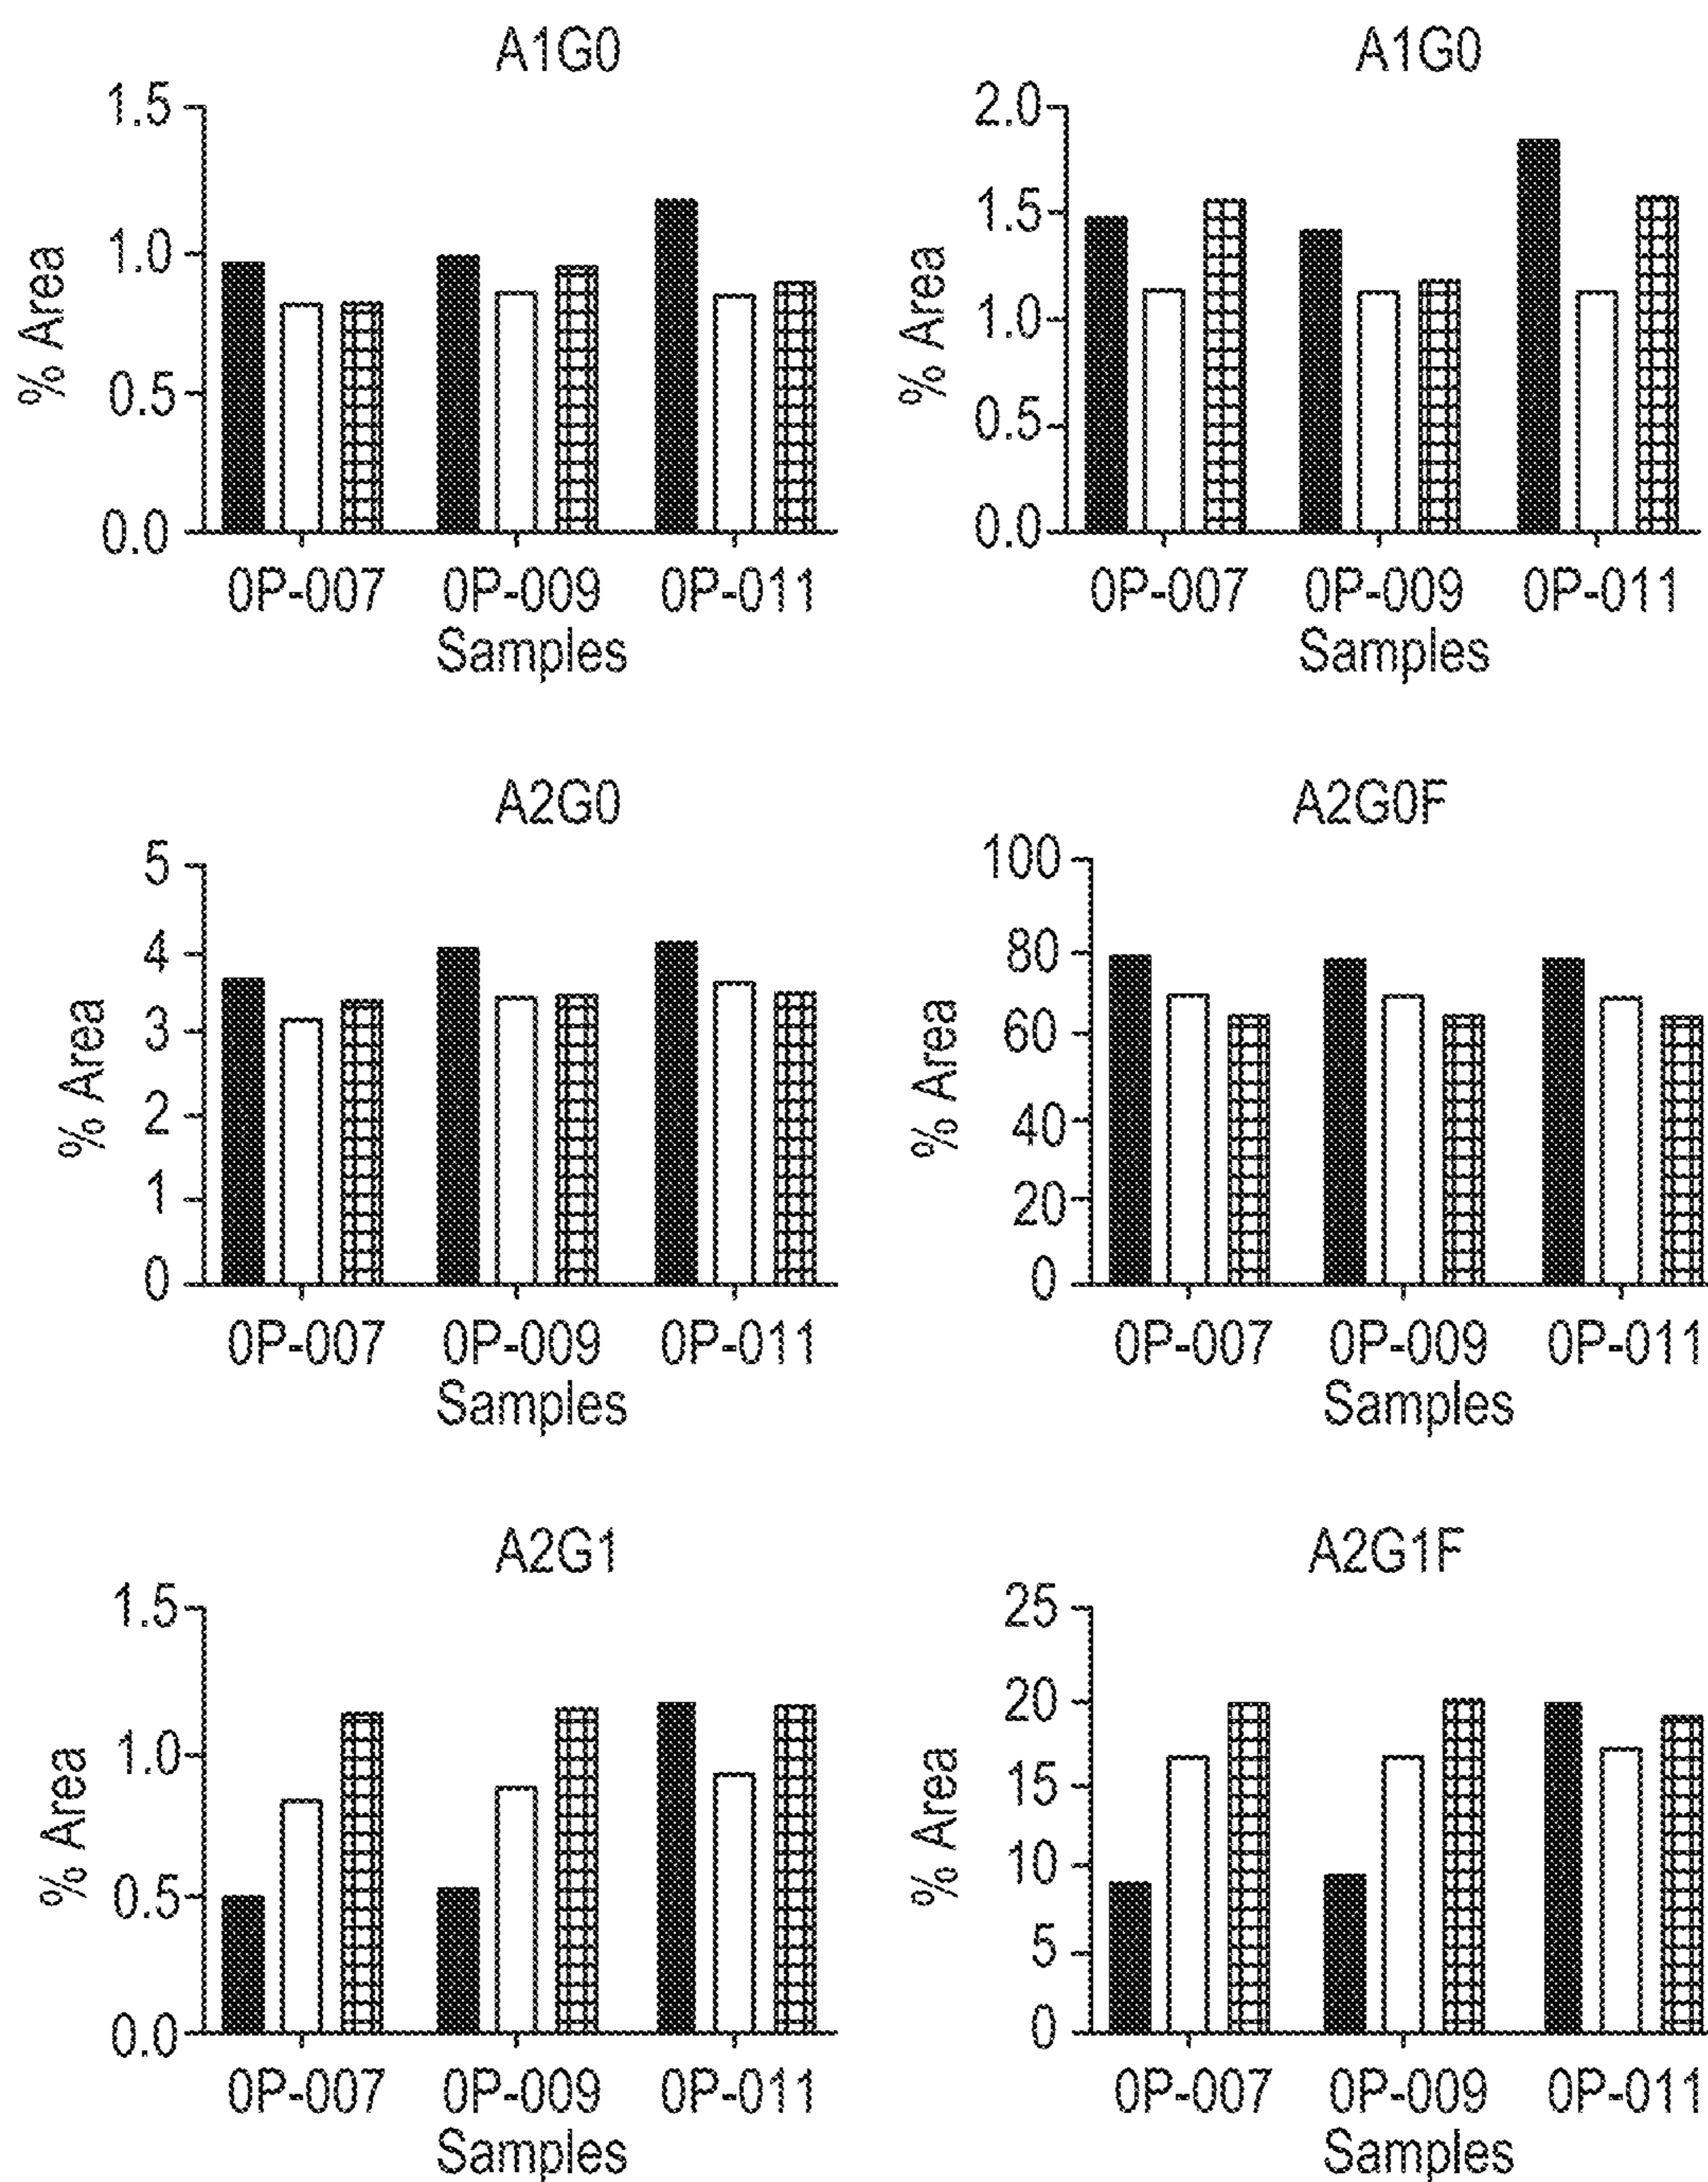 A1G0
% Area
1.5
1.0
0.5
0.0
0P-007 0P-009 0P-011
Samples
A1G0
% Area
2.0
1.5
1.0
0.5
0.0
0P-007 0P-009 0P-011
Samples
A2G0
% Area
5
4
3
2
1
0
0P-007 0P-009 0P-011
Samples
A2G0F
% Area
100
80
60
40
20
0
0P-007 0P-009 0P-011
Samples
A2G1
% Area
1.5
1.0
0.5
0.0
0P-007 0P-009 0P-011
Samples
A2G1F
% Area
25
20
15
10
5
0
0P-007 0P-009 0P-011
Samples